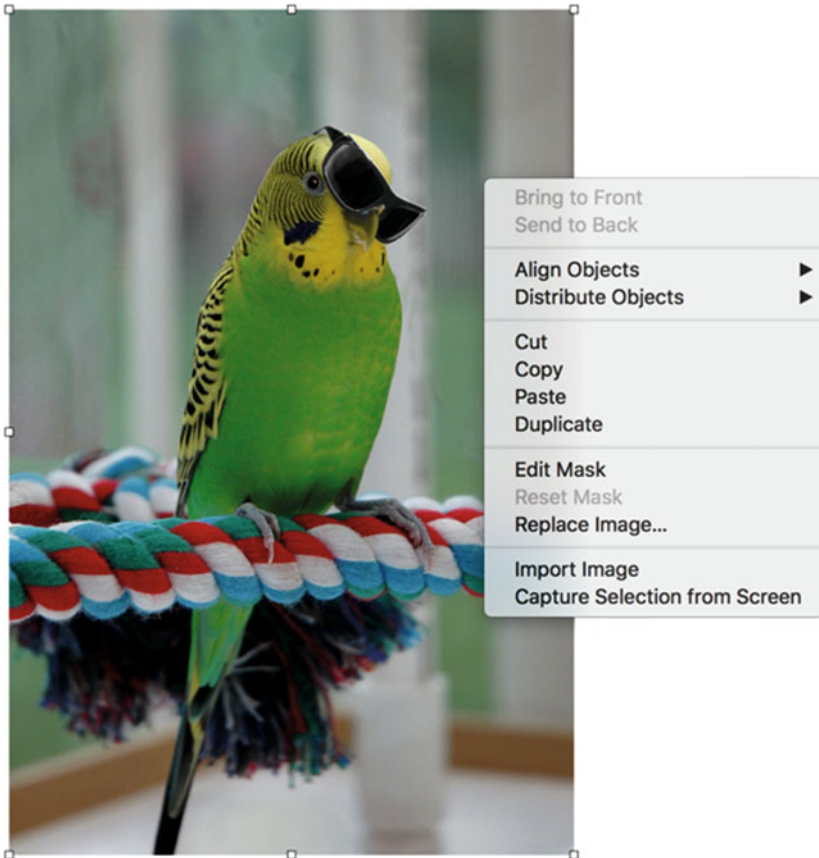 Bring to Front
Send to Back
Align Objects
Distribute Objects
Cut
Copy
Paste
Duplicate
Edit Mask
Reset Mask
Replace Image...
Import Image
Capture Selection from Screen